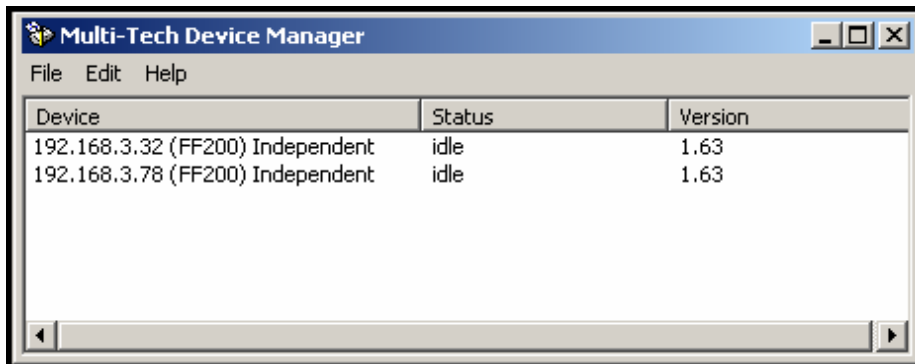 Multi-Tech Device Manager
File Edit Help
Device Status Version
192.168.3.32 (FF200) Independent idle 1.63
192.168.3.78 (FF200) Independent idle 1.63